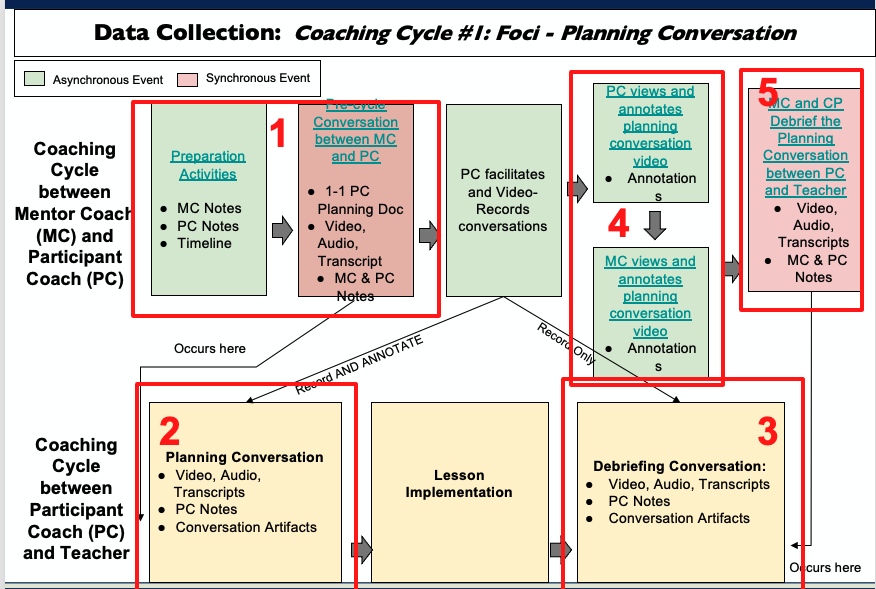 Data Collection: Coaching Cycle #1: Foci - Planning Conversation
Asynchronous Event
Synchronous Event
Coaching
Cycle
between
Mentor Coach
(MC) and
Participant
Coach (PC)
1
Preparation
Activities
● MC Notes
● PC Notes
● Timeline
Pre-cycle
Conversation
between MC
and PC
● 1-1 PC
Planning Doc
● Video,
Audio,
Transcript
● MC & PC
Notes
PC facilitates
and Video-
Records
conversations
PC views and
annotates
planning
conversation
video
● Annotation
s
4
MC views and
annotates
planning
conversation
video
● Annotation
s
5
MC and CP
Debrief the
Planning
Conversation
between PC
and Teacher
● Video,
Audio,
Transcripts
● MC & PC
Notes
Occurs here
Record AND ANNOTATE
Record Only
Coaching
Cycle
between
Participant
Coach (PC)
and Teacher
2
Planning Conversation
● Video, Audio,
Transcripts
● PC Notes
● Conversation Artifacts
Lesson
Implementation
3
Debriefing Conversation:
● Video, Audio, Transcripts
● PC Notes
● Conversation Artifacts
Occurs here